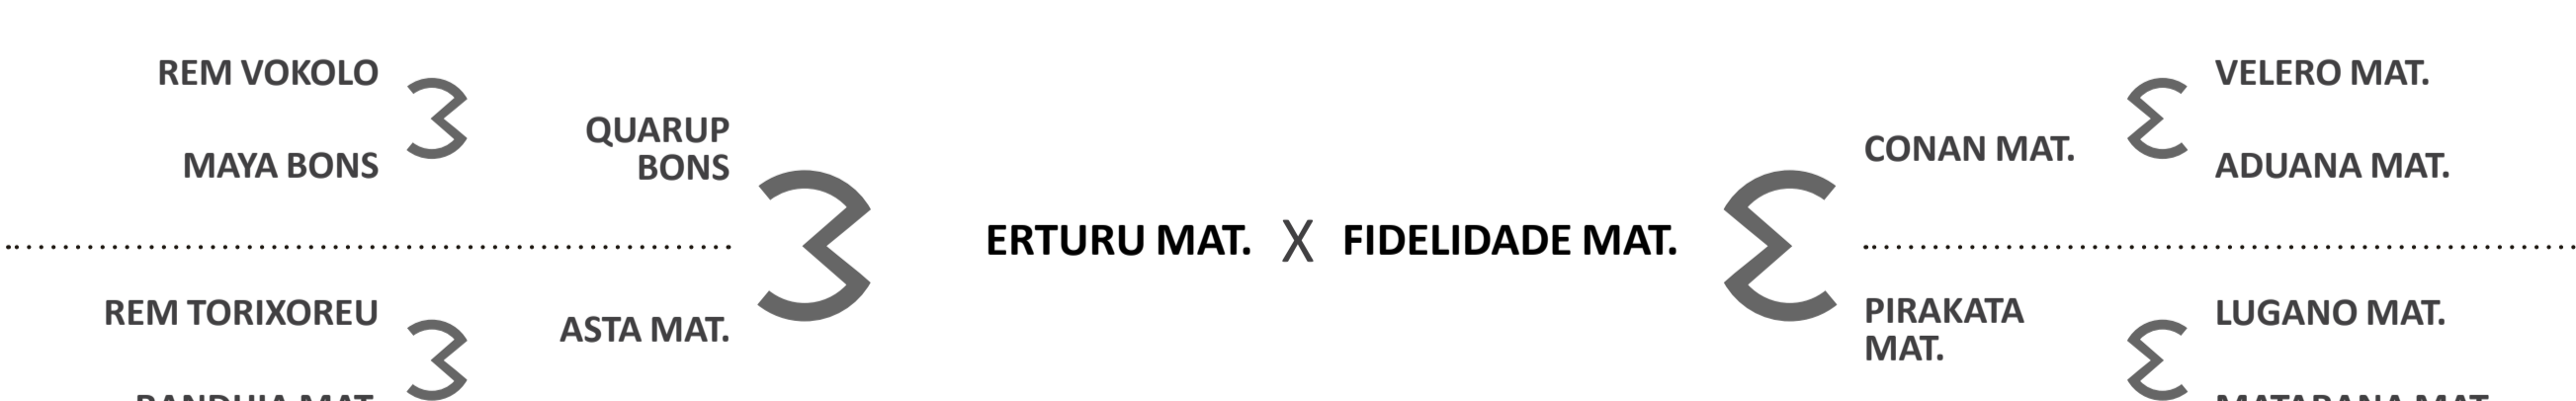 REM VOKOLO
MAYA BONS
QUARUP
BONS
REM TORIXOREU
ASTA MAT.
ERTURU MAT. X FIDELIDADE MAT.
CONAN MAT.
VELERO MAT.
ADUANA MAT.
PIRAKATA
MAT.
LUGANO MAT.